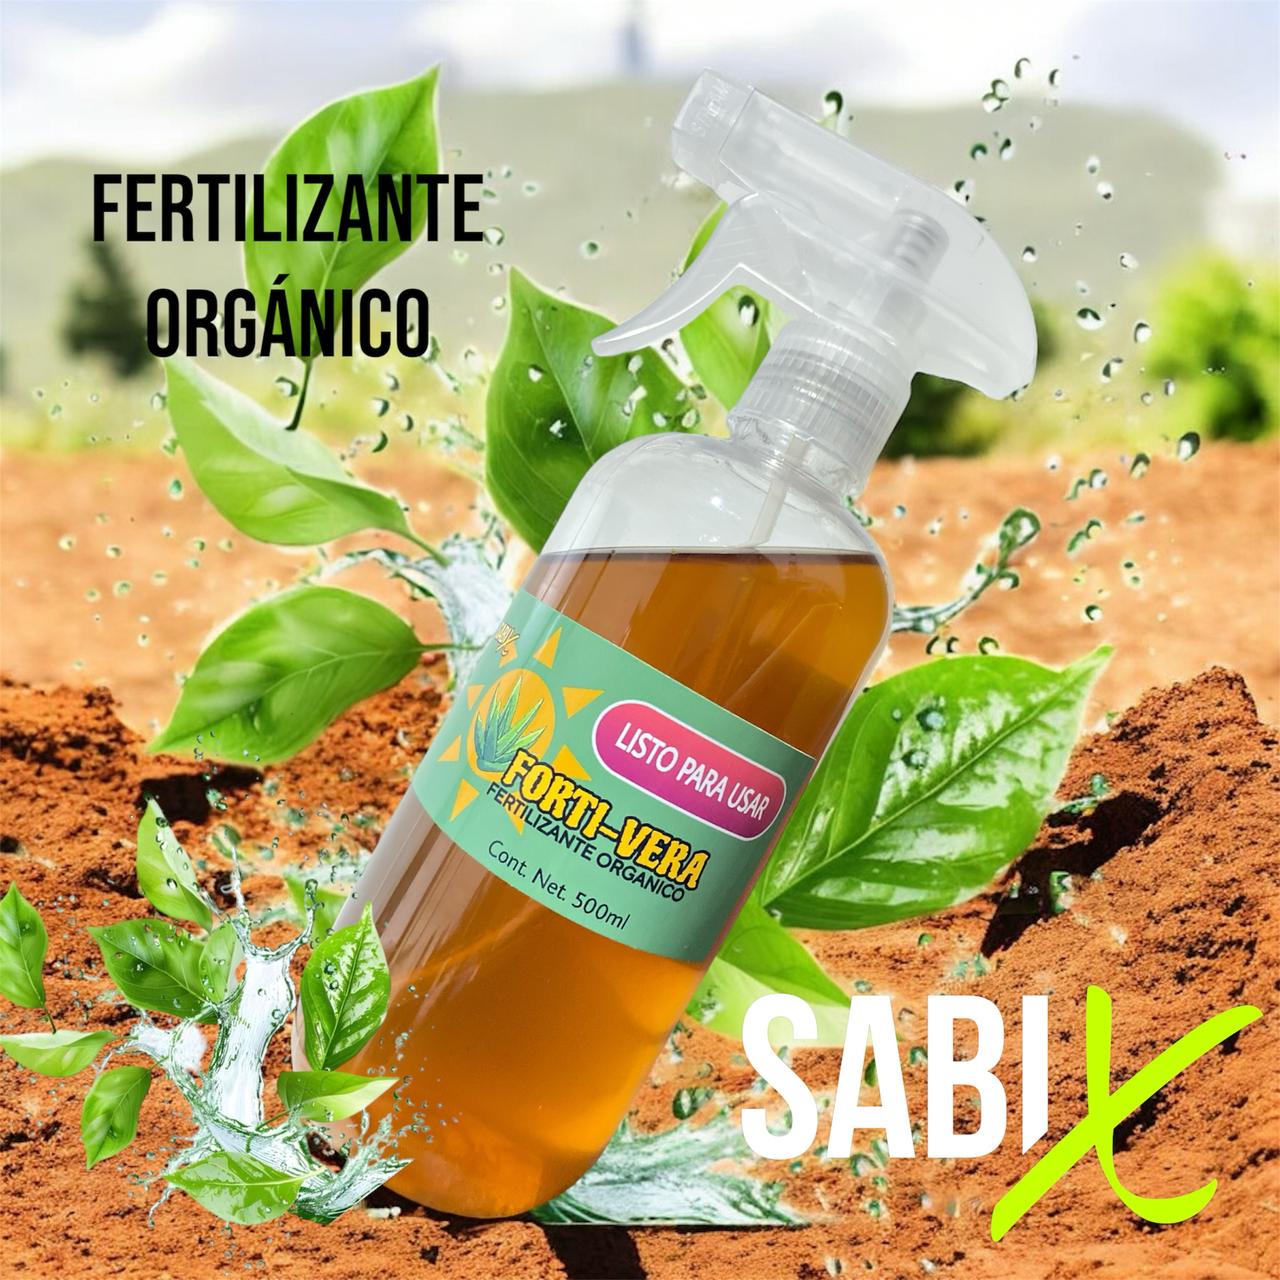 FERTILIZANTE
ORGÁNICO
LISTO PARA USAR
FORTI-VERA
FERTILIZANTE ORGANICO
Cont. Net. 500ml
SABIX